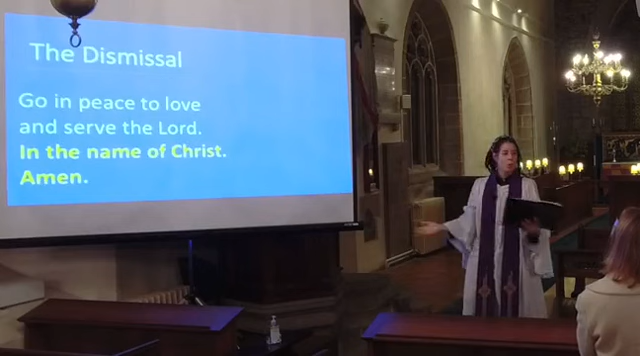 The Dismissal
Go in peace to love
and serve the Lord.
In the name of Christ.
Amen.